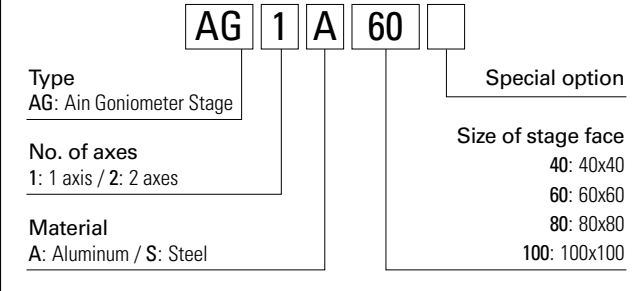 AG 1 A 60
Type
AG: Ain Goniometer Stage
No. of axes
1: 1 axis / 2: 2 axes
Material
A: Aluminum / S: Steel
Special option
Size of stage face
40: 40x40
60: 60x60
80: 80x80
100: 100x100